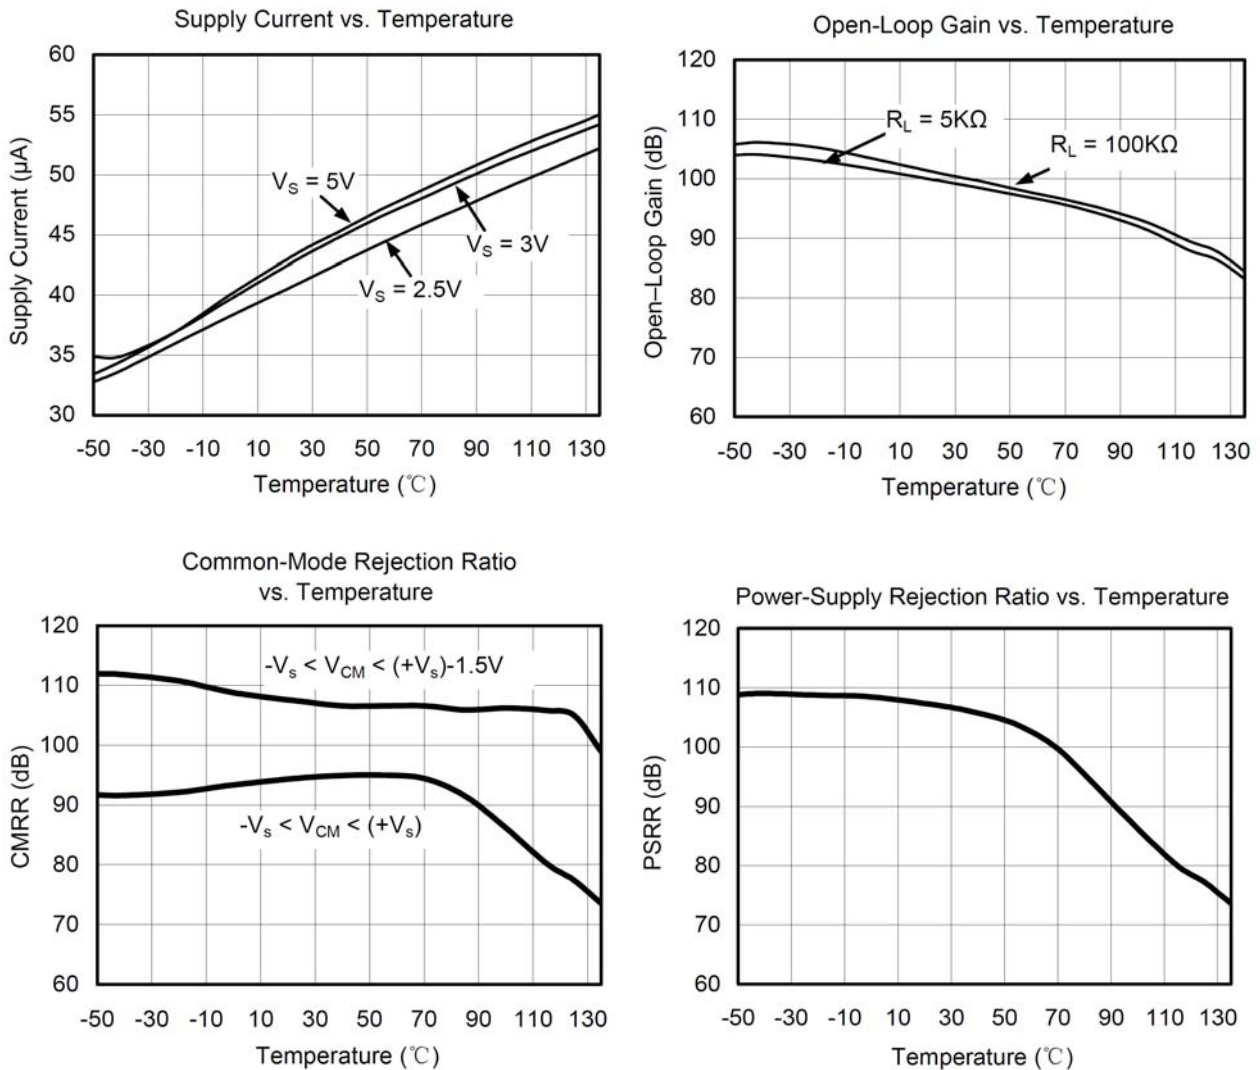 Supply Current vs. Temperature
60
55
50
45
40
35
30
Supply Current (µA)
V_S = 5V
V_S = 3V
V_S = 2.5V
-50 -30 -10 10 30 50 70 90 110 130
Temperature (℃)
Open-Loop Gain vs. Temperature
120
110
100
90
80
70
60
Open–Loop Gain (dB)
R_L = 5KΩ
R_L = 100KΩ
-50 -30 -10 10 30 50 70 90 110 130
Temperature (℃)
Common-Mode Rejection Ratio
vs. Temperature
120
110
100
90
80
70
60
CMRR (dB)
-V_s < V_CM < (+V_s)-1.5V
-V_s < V_CM < (+V_s)
-50 -30 -10 10 30 50 70 90 110 130
Temperature (℃)
Power-Supply Rejection Ratio vs. Temperature
120
110
100
90
80
70
60
PSRR (dB)
-50 -30 -10 10 30 50 70 90 110 130
Temperature (℃)